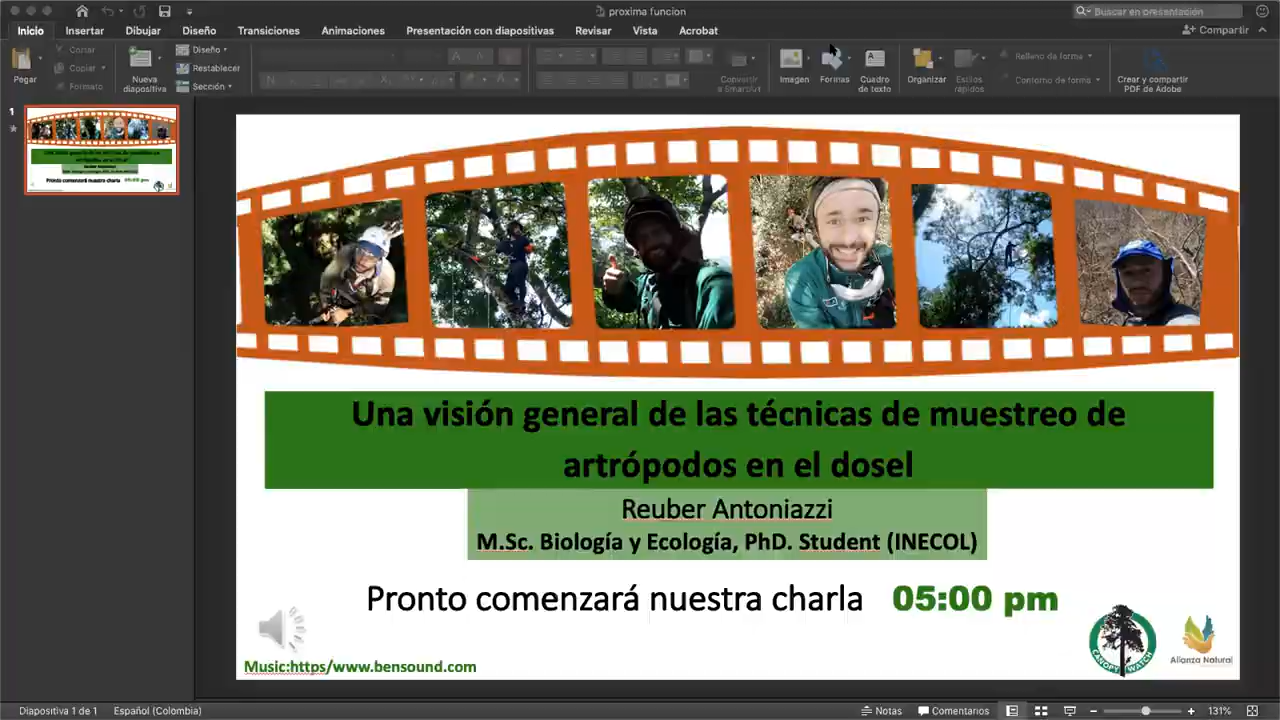 proxima funcion
Buscar en presentación
Inicio Insertar Dibujar Diseño Transiciones Animaciones Presentación con diapositivas Revisar Vista Acrobat Compartir
Pegar
Cortar
Copiar
Formato
Nueva
diapositiva
Diseño
Restablecer
Sección
Convertir
a SmartArt
Imagen
Formas
Cuadro
de texto
Organizar
Estilos
rápidos
Relleno de forma
Contorno de forma
Crear y compartir
PDF de Adobe
1
Una visión general de las técnicas de muestreo de
artrópodos en el dosel
Reuber Antoniazzi
M.Sc. Biología y Ecología, PhD. Student (INECOL)
Pronto comenzará nuestra charla 05:00 pm
Music:https/www.bensound.com
CANOPY WATCH
Alianza Natural
Diapositiva 1 de 1 Español (Colombia) Notas Comentarios 131%